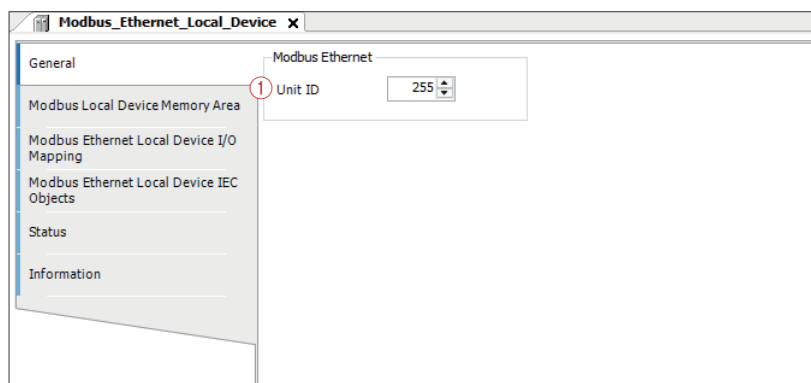 Modbus_Ethernet_Local_Device X
General
Modbus Local Device Memory Area
Modbus Ethernet Local Device I/O
Mapping
Modbus Ethernet Local Device IEC
Objects
Status
Information
Modbus Ethernet
① Unit ID 255